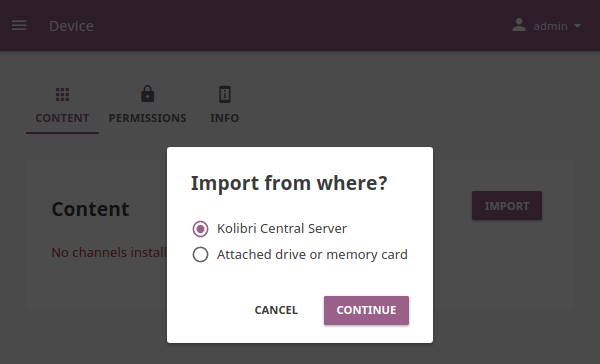 Device
admin
CONTENT PERMISSIONS INFO
Import from where?
Content
IMPORT
Kolibri Central Server
No channels install
Attached drive or memory card
CANCEL CONTINUE